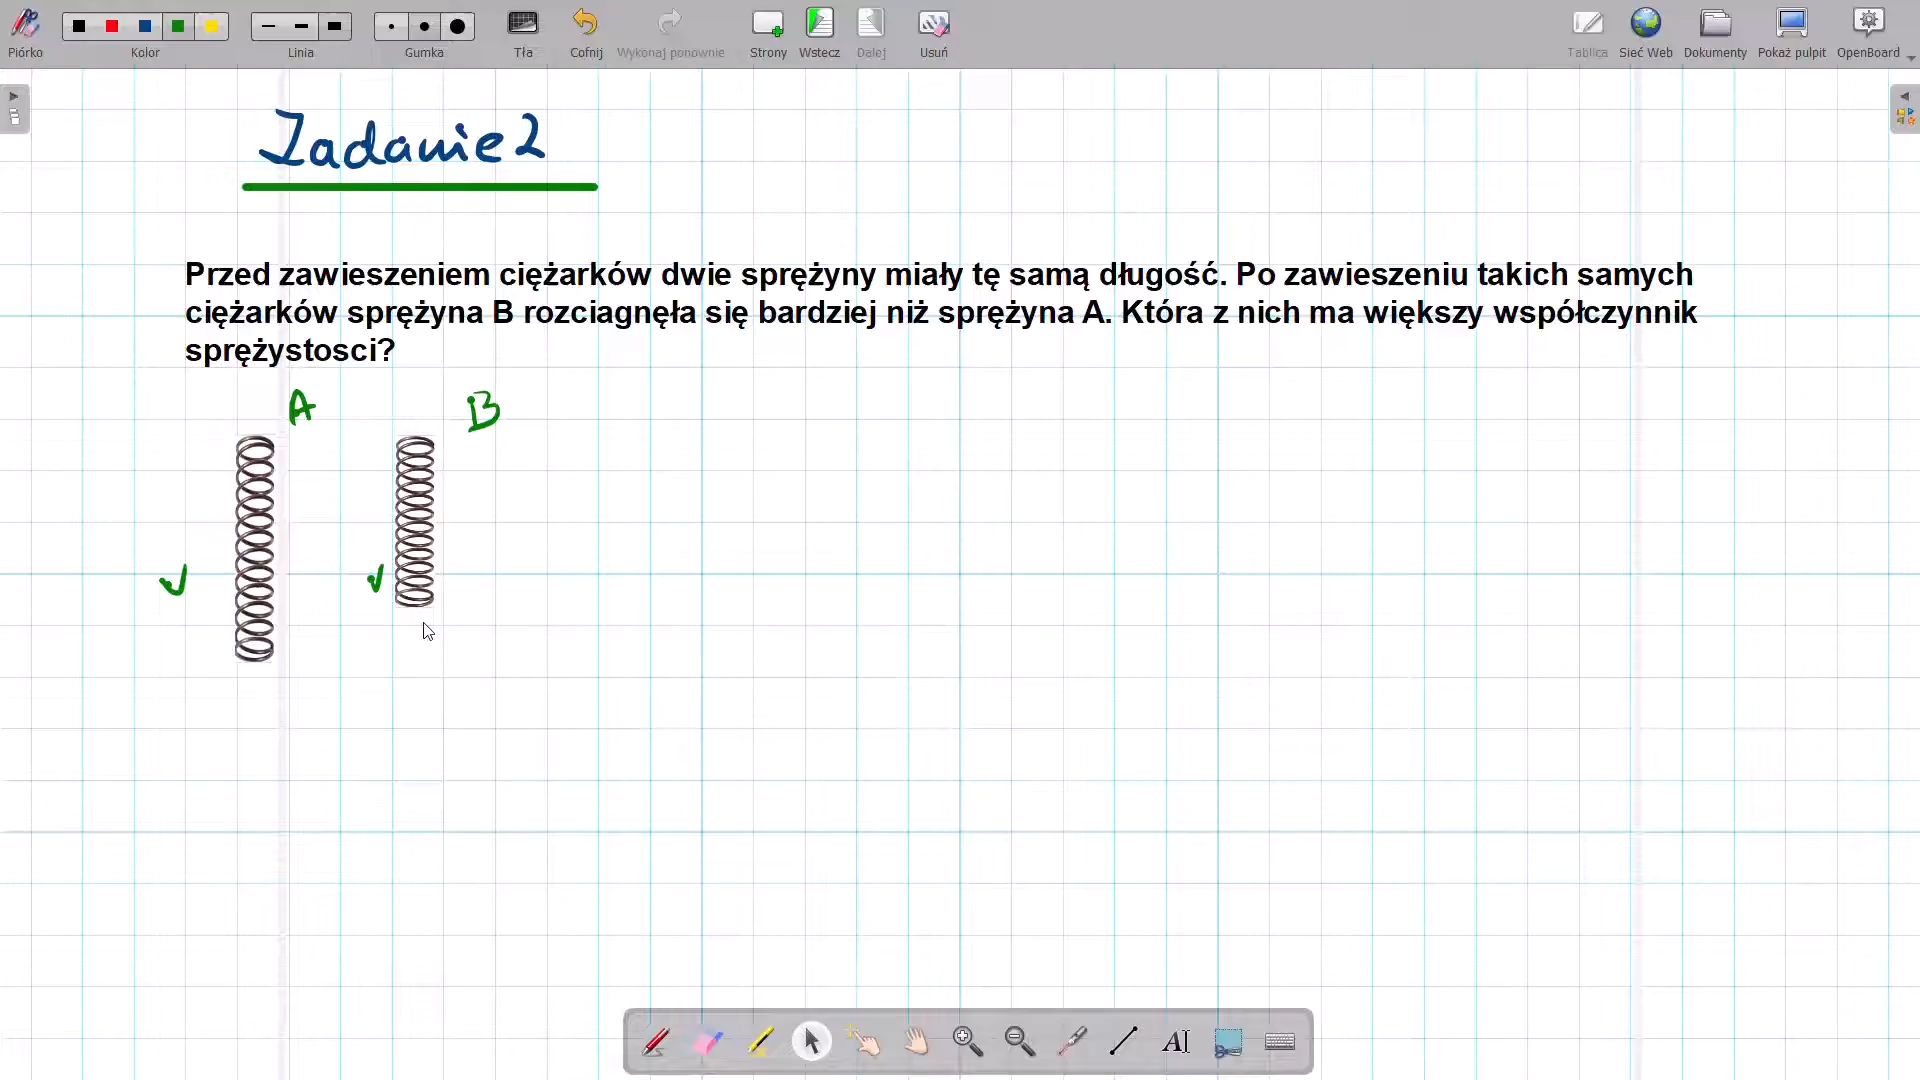 Piórko
Kolor
Linia
Gumka
Tła
Cofnij
Wykonaj ponownie
Strony
Wstecz
Dalej
Usuń
Tablica
Sieć Web
Dokumenty
Pokaż pulpit
OpenBoard
Zadanie 2
Przed zawieszeniem ciężarków dwie sprężyny miały tę samą długość. Po zawieszeniu takich samych
ciężarków sprężyna B rozciagnęła się bardziej niż sprężyna A. Która z nich ma większy współczynnik
sprężystosci?
A
B
AI